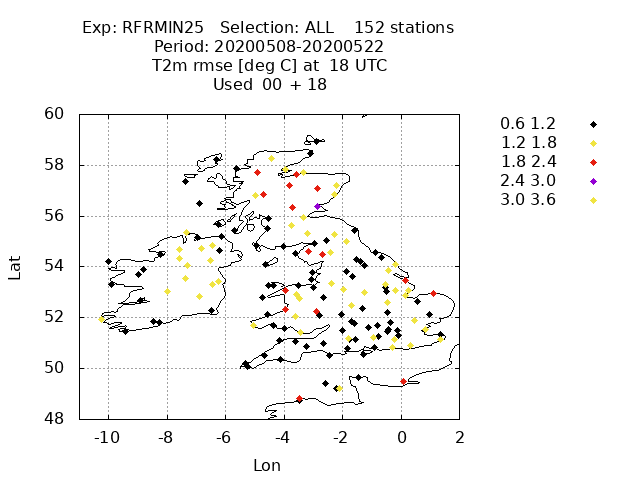 Exp: RFRMIN25 Selection: ALL 152 stations
Period: 20200508-20200522
T2m rmse [deg C] at 18 UTC
Used 00 + 18
60
58
56
54
52
50
48
Lat
-10 -8 -6 -4 -2 0 2
Lon
0.6 1.2
1.2 1.8
1.8 2.4
2.4 3.0
3.0 3.6